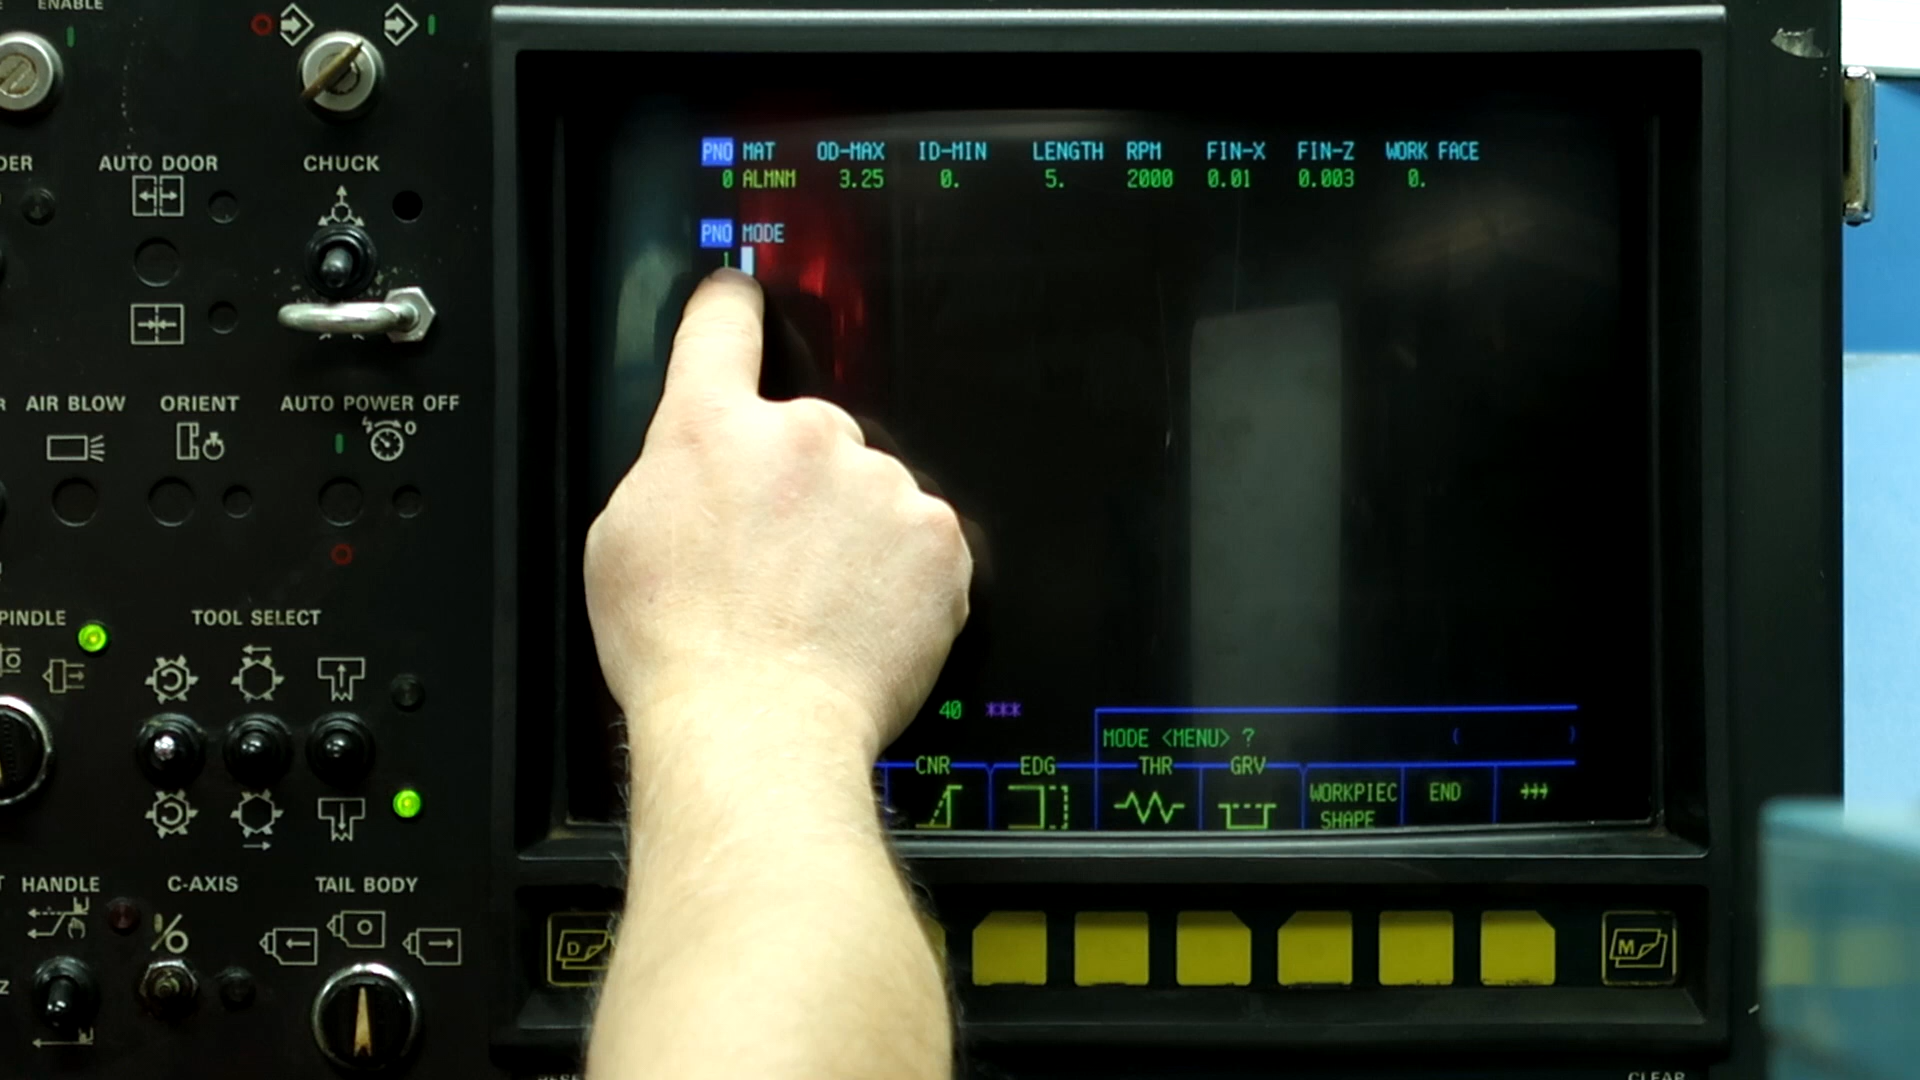 ENABLE
DER AUTO DOOR CHUCK
AIR BLOW ORIENT AUTO POWER OFF
PINDLE TOOL SELECT
HANDLE C-AXIS TAIL BODY
Z
PNO MAT OD-MAX ID-MIN LENGTH RPM FIN-X FIN-Z WORK FACE
0 ALMNM 3.25 0. 5. 2000 0.01 0.003 0.
PNO MODE
1
40 ***
MODE <MENU> ? ( )
CNR EDG THR GRV WORKPIEC SHAPE END
D M
CLEAR